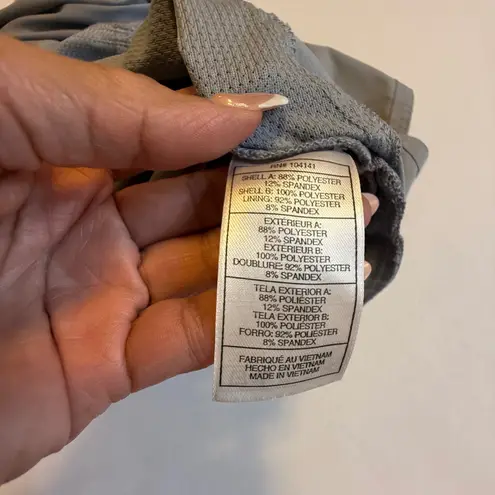 RN# 104141
SHELL A: 88% POLYESTER
12% SPANDEX
SHELL B: 100% POLYESTER
LINING: 92% POLYESTER
8% SPANDEX
EXTÉRIEUR A:
88% POLYESTER
12% SPANDEX
EXTÉRIEUR B:
100% POLYESTER
DOUBLURE: 92% POLYESTER
8% SPANDEX
TELA EXTERIOR A:
88% POLIÉSTER
12% SPANDEX
TELA EXTERIOR B:
100% POLIÉSTER
FORRO: 92% POLIÉSTER
8% SPANDEX
FABRIQUÉ AU VIETNAM
HECHO EN VIETNAM
MADE IN VIETNAM